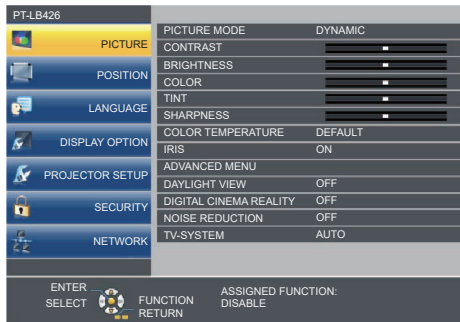 PT-LB426
PICTURE
POSITION
LANGUAGE
DISPLAY OPTION
PROJECTOR SETUP
SECURITY
NETWORK
PICTURE MODE DYNAMIC
CONTRAST
BRIGHTNESS
COLOR
TINT
SHARPNESS
COLOR TEMPERATURE DEFAULT
IRIS ON
ADVANCED MENU
DAYLIGHT VIEW OFF
DIGITAL CINEMA REALITY OFF
NOISE REDUCTION OFF
TV-SYSTEM AUTO
ENTER
SELECT
FUNCTION
RETURN
ASSIGNED FUNCTION:
DISABLE